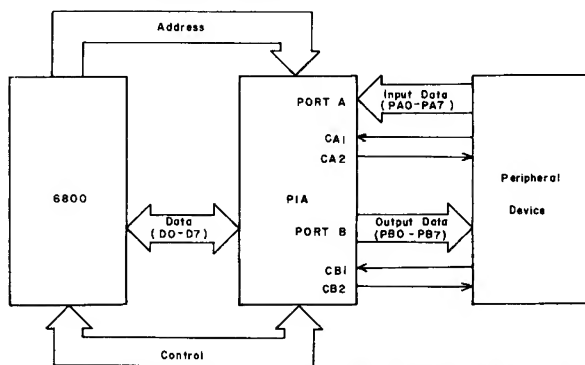 Address
PORT A
Input Data
(PA0-PA7)
CA1
CA2
6800
PIA
Peripheral
Device
Data
(D0-D7)
PORT B
Output Data
(PB0-PB7)
CB1
CB2
Control